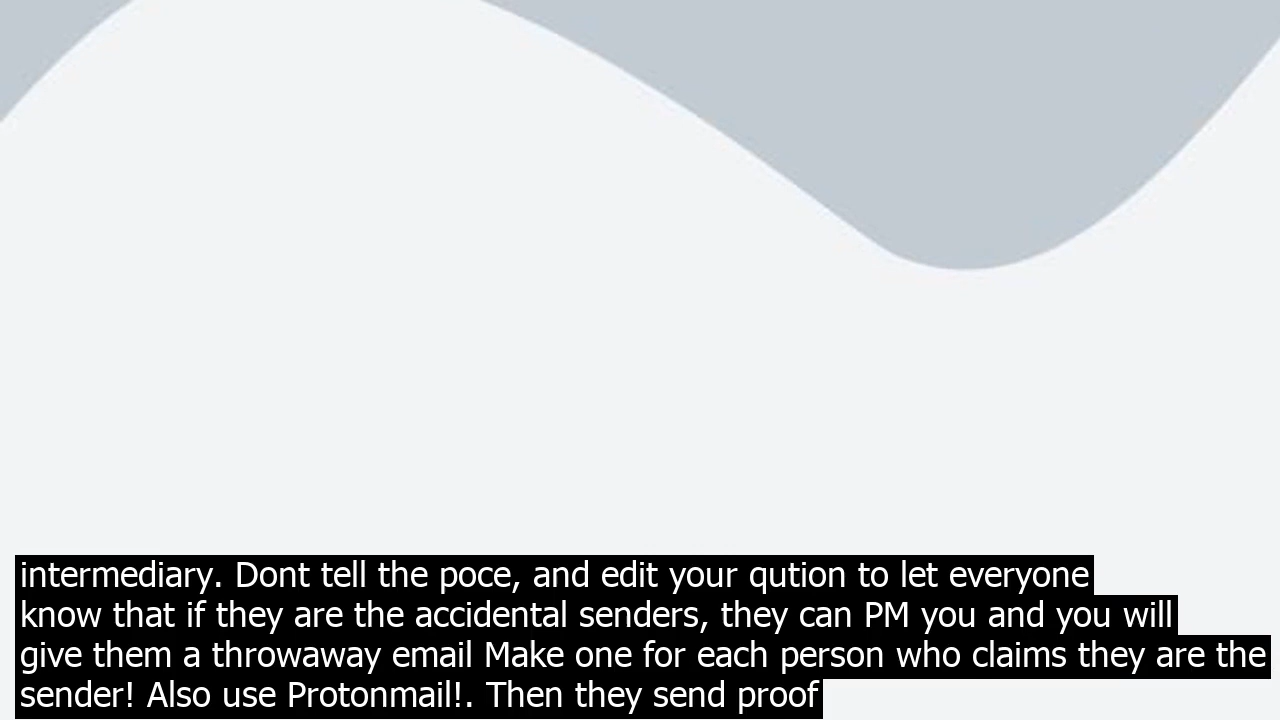 intermediary. Dont tell the poce, and edit your qution to let everyone
know that if they are the accidental senders, they can PM you and you will
give them a throwaway email Make one for each person who claims they are the
sender! Also use Protonmail!. Then they send proof